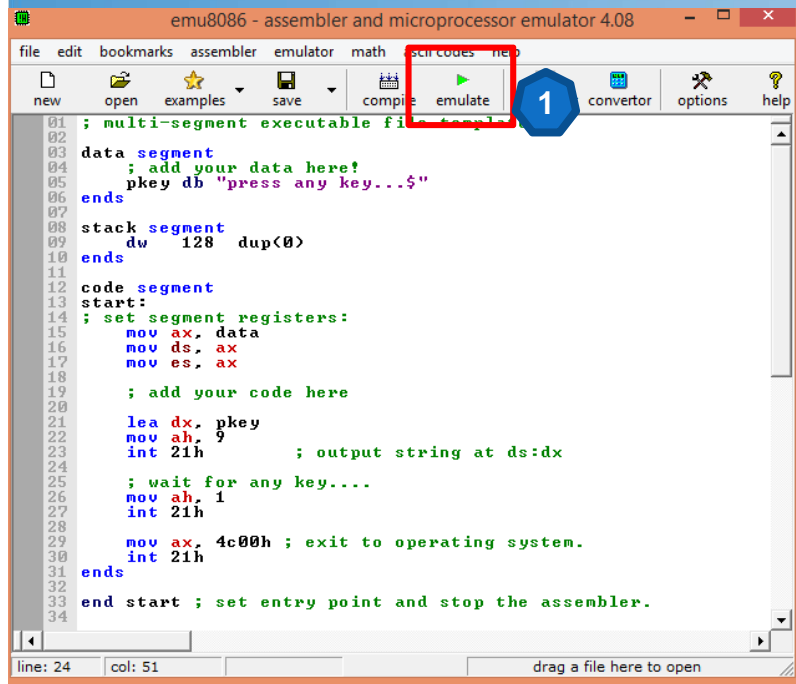 emu8086 - assembler and microprocessor emulator 4.08
file edit bookmarks assembler emulator math ascii codes help
new open examples save compile emulate 1 convertor options help
01 ; multi-segment executable file template
02
03 data segment
04 ; add your data here!
05 pkey db "press any key...$"
06 ends
07
08 stack segment
09 dw 128 dup(0)
10 ends
11
12 code segment
13 start:
14 ; set segment registers:
15 mov ax, data
16 mov ds, ax
17 mov es, ax
18
19 ; add your code here
20
21 lea dx, pkey
22 mov ah, 9
23 int 21h ; output string at ds:dx
24
25 ; wait for any key....
26 mov ah, 1
27 int 21h
28
29 mov ax, 4c00h ; exit to operating system.
30 int 21h
31 ends
32
33 end start ; set entry point and stop the assembler.
34
line: 24 col: 51 drag a file here to open